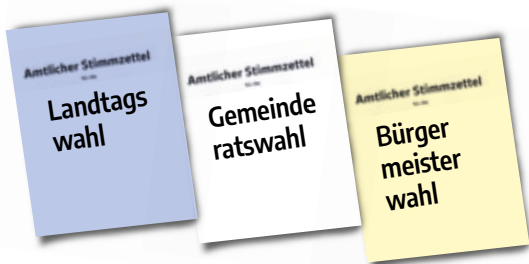 Amtlicher Stimmzettel
Landtags
wahl
Amtlicher Stimmzettel
Gemeinde
ratswahl
Amtlicher Stimmzettel
Bürger
meister
wahl